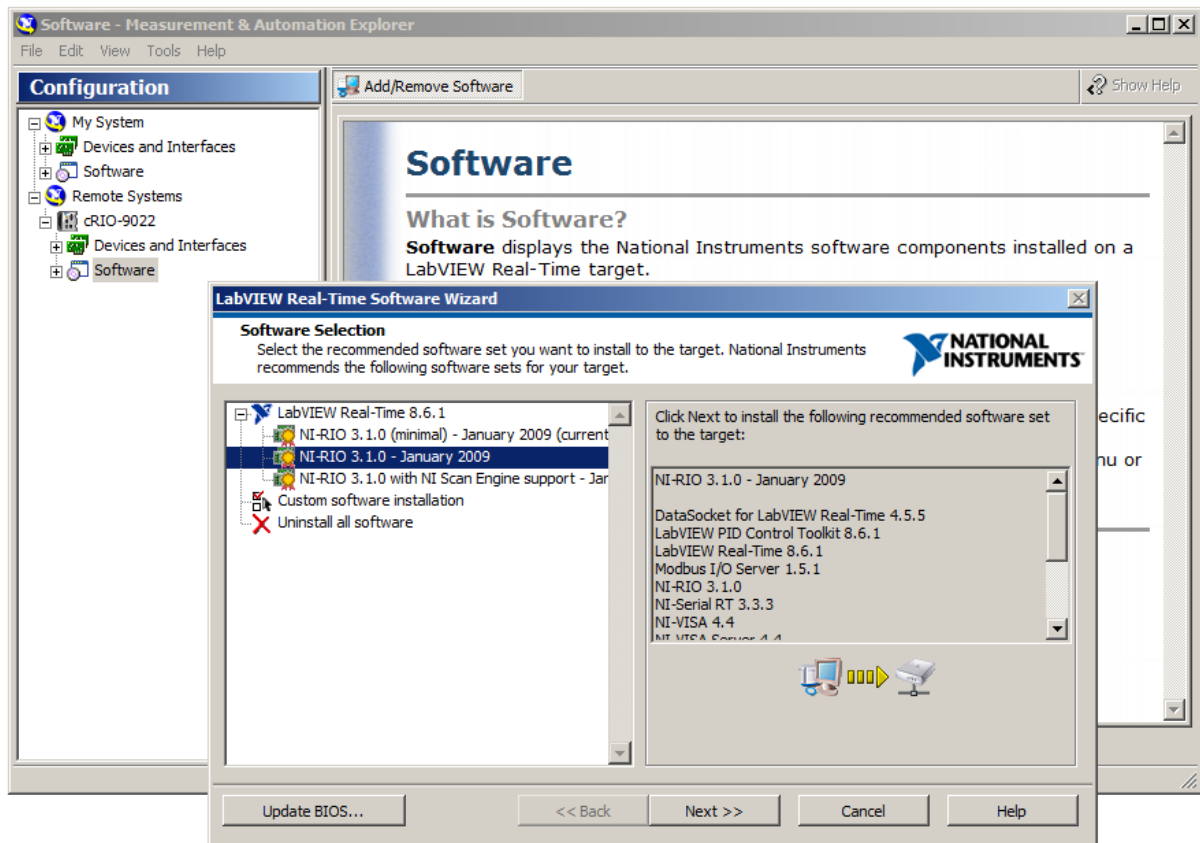 Software - Measurement & Automation Explorer
File Edit View Tools Help
Configuration
My System
Devices and Interfaces
Software
Remote Systems
cRIO-9022
Devices and Interfaces
Software
Add/Remove Software
Show Help
Software
What is Software?
Software displays the National Instruments software components installed on a
LabVIEW Real-Time target.
ecific
nu or
LabVIEW Real-Time Software Wizard
Software Selection
Select the recommended software set you want to install to the target. National Instruments
recommends the following software sets for your target.
NATIONAL
INSTRUMENTS
LabVIEW Real-Time 8.6.1
NI-RIO 3.1.0 (minimal) - January 2009 (current
NI-RIO 3.1.0 - January 2009
NI-RIO 3.1.0 with NI Scan Engine support - Jar
Custom software installation
Uninstall all software
Click Next to install the following recommended software set
to the target:
NI-RIO 3.1.0 - January 2009
DataSocket for LabVIEW Real-Time 4.5.5
LabVIEW PID Control Toolkit 8.6.1
LabVIEW Real-Time 8.6.1
Modbus I/O Server 1.5.1
NI-RIO 3.1.0
NI-Serial RT 3.3.3
NI-VISA 4.4
NI-VISA Server 4.4
Update BIOS...
<< Back
Next >>
Cancel
Help